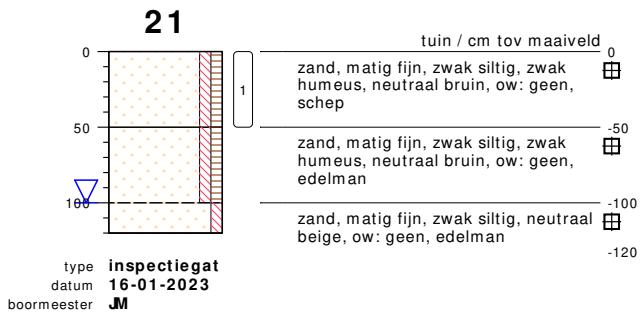 21
tuin / cm tov maaiveld
0
0
zand, matig fijn, zwak siltig, zwak
humeus, neutraal bruin, ow: geen,
schep
1
50
-50
zand, matig fijn, zwak siltig, zwak
humeus, neutraal bruin, ow: geen,
edelman
100
-100
zand, matig fijn, zwak siltig, neutraal
beige, ow: geen, edelman
-120
type inspectiegat
datum 16-01-2023
boormeester JM